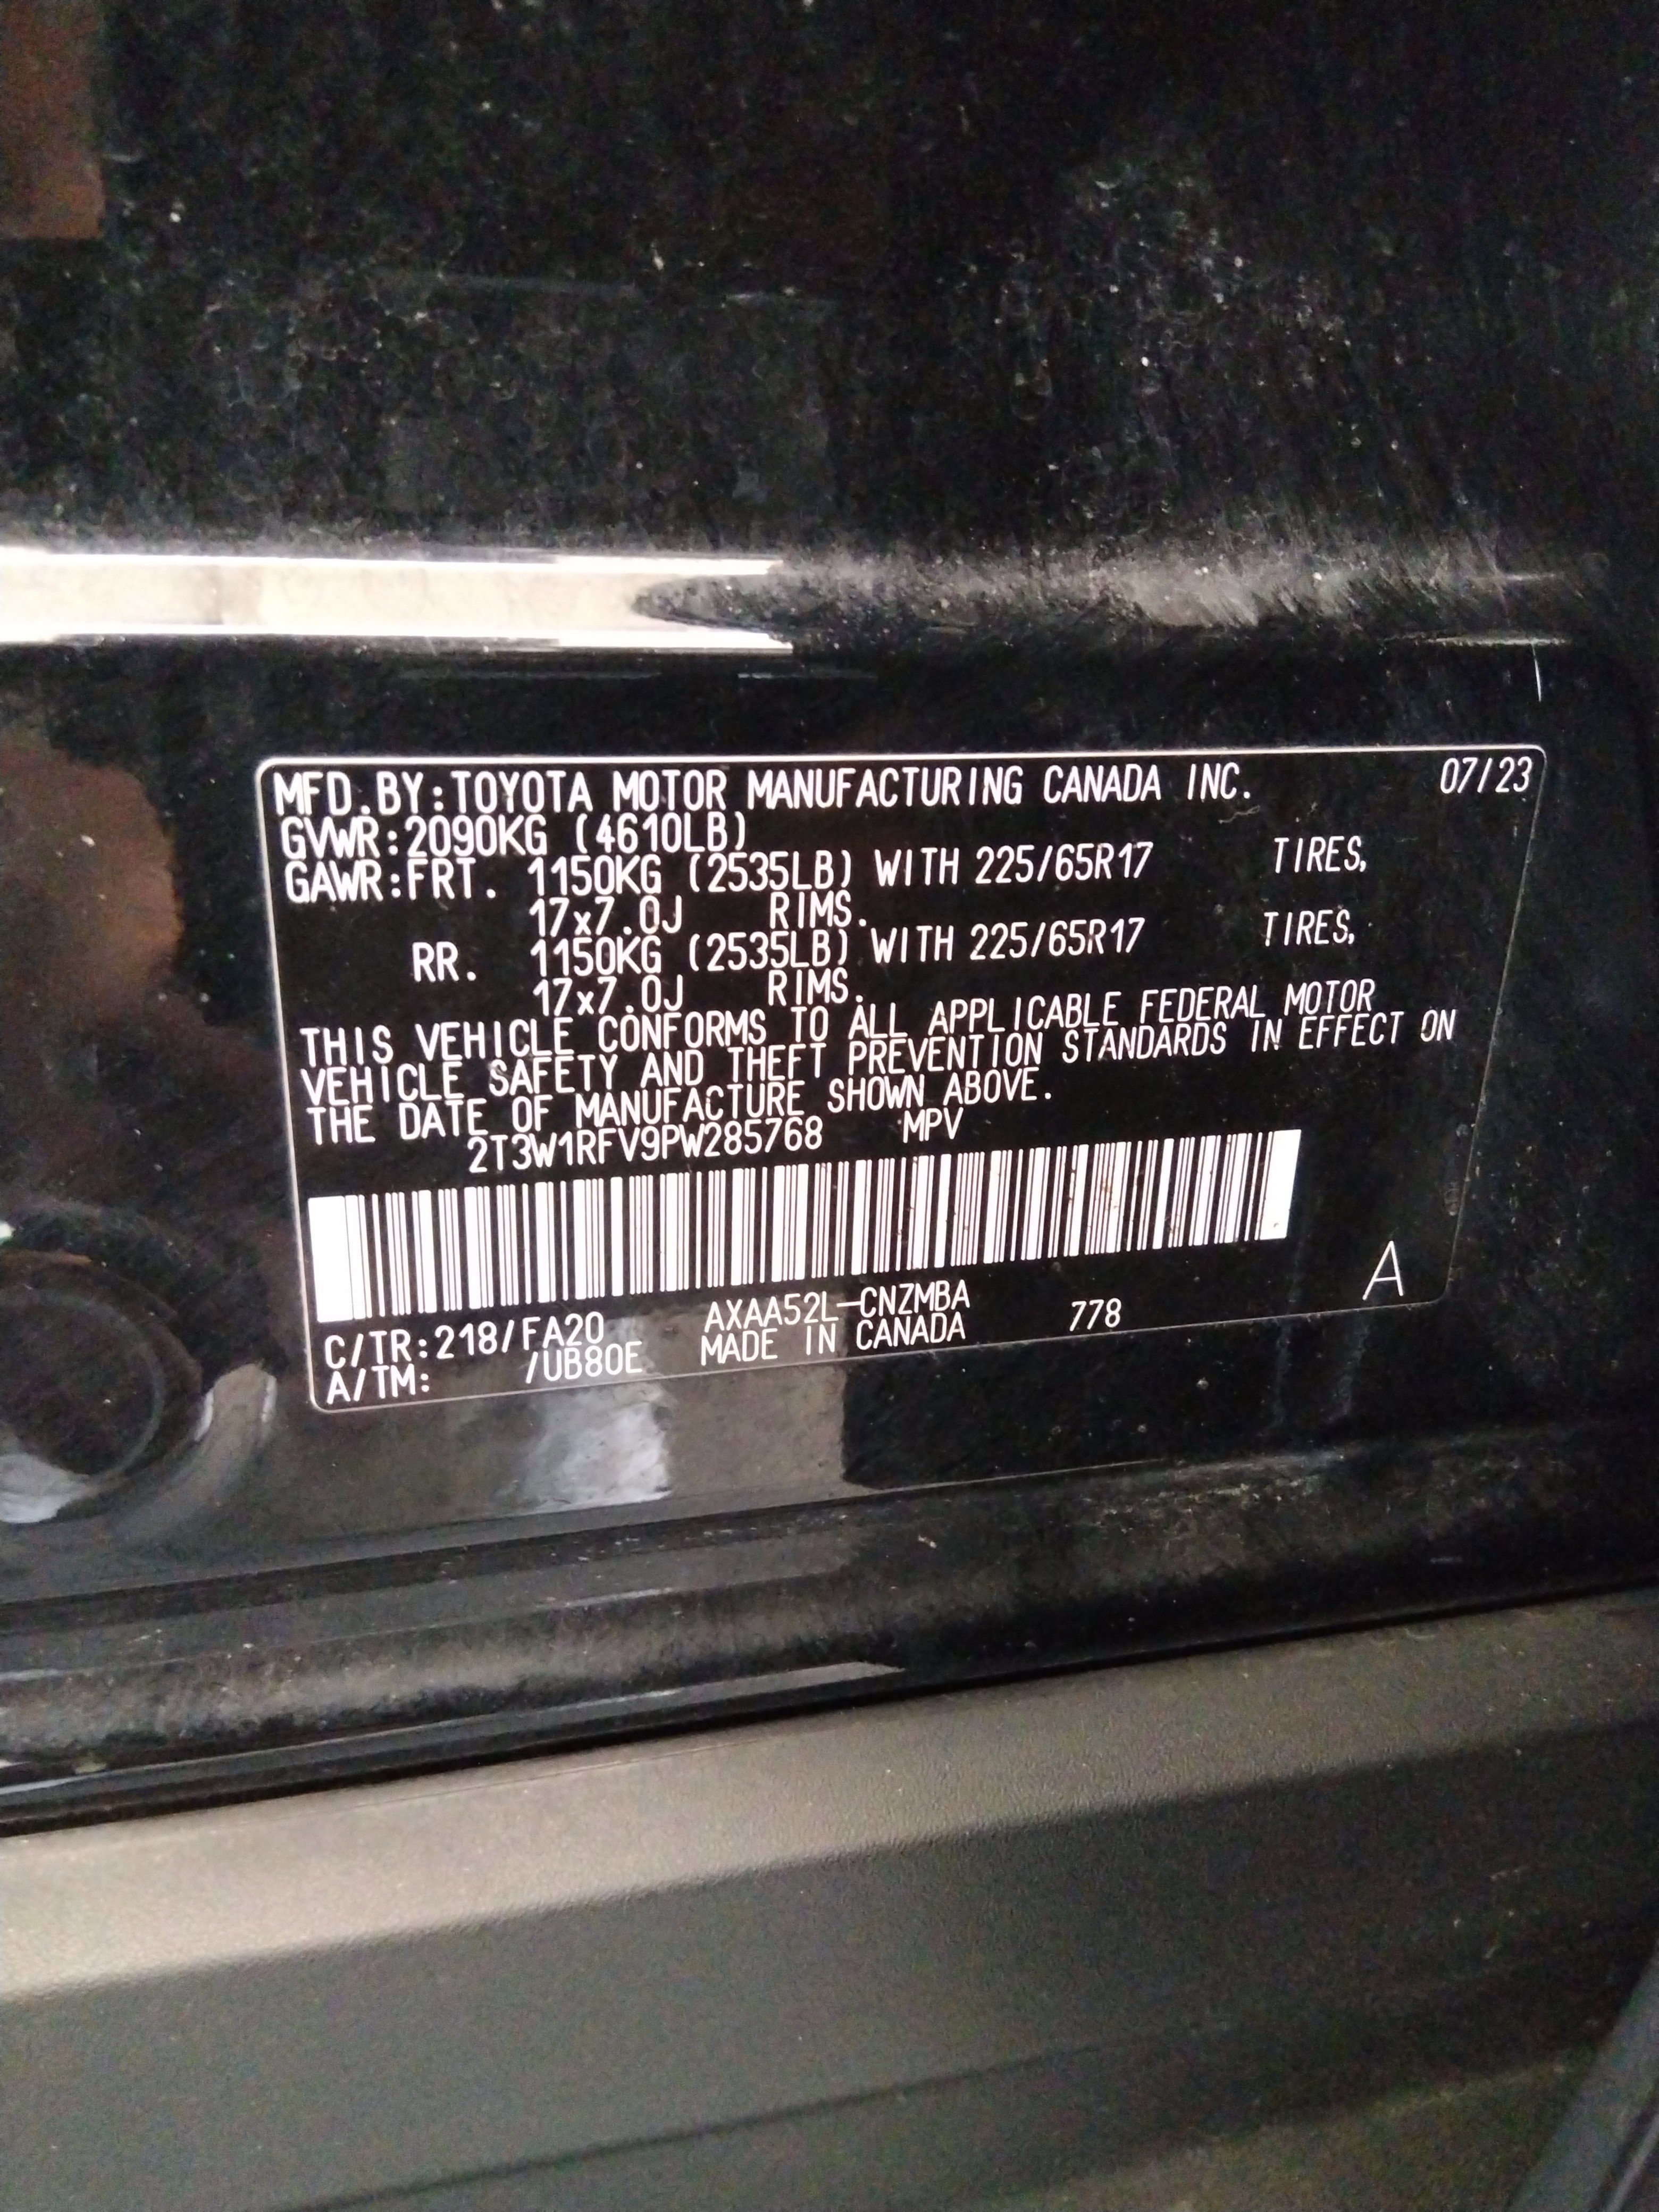 MFD.BY:TOYOTA MOTOR MANUFACTURING CANADA INC. 07/23
GVWR:2090KG (4610LB)
GAWR:FRT. 1150KG (2535LB) WITH 225/65R17 TIRES,
17x7.0J RIMS.
RR. 1150KG (2535LB) WITH 225/65R17 TIRES,
17x7.0J RIMS.
THIS VEHICLE CONFORMS TO ALL APPLICABLE FEDERAL MOTOR
VEHICLE SAFETY AND THEFT PREVENTION STANDARDS IN EFFECT ON
THE DATE OF MANUFACTURE SHOWN ABOVE.
2T3W1RFV9PW285768 MPV
C/TR:218/FA20 AXAA52L-CNZMBA 778 A
A/TM: /UB80E MADE IN CANADA